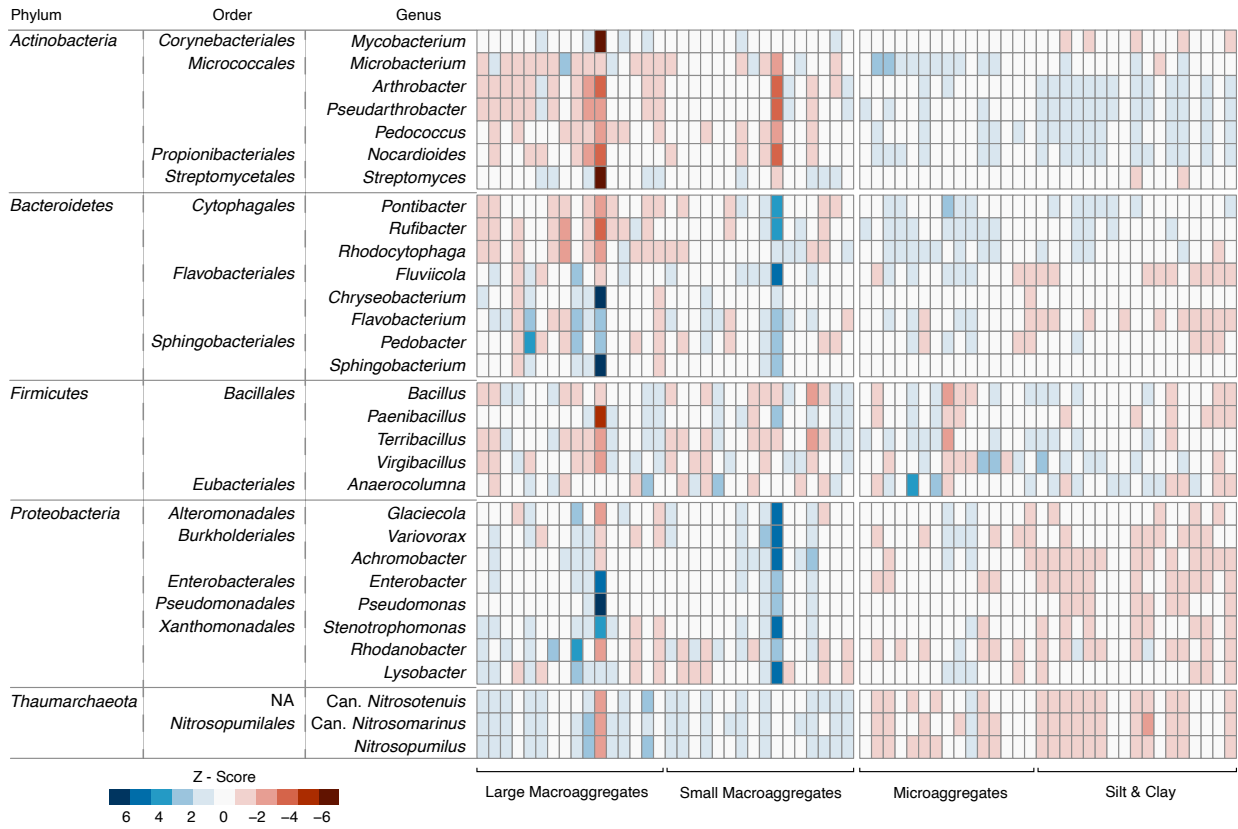 Phylum Order Genus
Actinobacteria Corynebacteriales Mycobacterium
Micrococcales Microbacterium
Arthrobacter
Pseudarthrobacter
Pedococcus
Propionibacteriales Nocardioides
Streptomycetales Streptomyces
Bacteroidetes Cytophagales Pontibacter
Rufibacter
Rhodocytophaga
Flavobacteriales Fluviicola
Chryseobacterium
Flavobacterium
Sphingobacteriales Pedobacter
Sphingobacterium
Firmicutes Bacillales Bacillus
Paenibacillus
Terribacillus
Virgibacillus
Eubacteriales Anaerocolumna
Proteobacteria Alteromonadales Glaciecola
Burkholderiales Variovorax
Achromobacter
Enterobacterales Enterobacter
Pseudomonadales Pseudomonas
Xanthomonadales Stenotrophomonas
Rhodanobacter
Lysobacter
Thaumarchaeota NA Can. Nitrosotenuis
Nitrosopumilales Can. Nitrosomarinus
Nitrosopumilus
Z - Score
6 4 2 0 −2 −4 −6
Large Macroaggregates Small Macroaggregates Microaggregates Silt & Clay